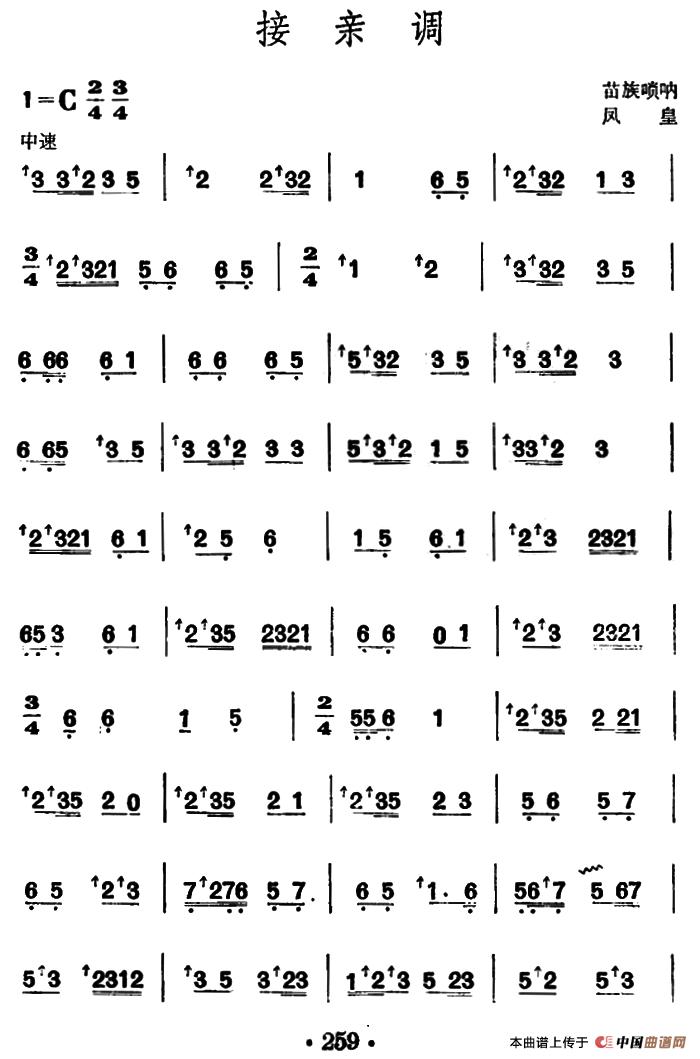 接 亲 调
1=C 2/4 3/4
苗族唢呐
凤 凰
中速
↑3 3↑2 3 5 | ↑2 2↑32 | 1 6 5 | ↑2↑32 1 3 |
3/4 ↑2↑321 5 6 6 5 | 2/4 ↑1 ↑2 | ↑3↑32 3 5 |
6 66 6 1 | 6 6 6 5 | ↑5↑32 3 5 | ↑3 3↑2 3 |
6 65 ↑3 5 | ↑3 3↑2 3 3 | 5↑3↑2 1 5 | ↑33↑2 3 |
↑2↑321 6 1 | ↑2 5 6 | 1 5 6 1 | ↑2↑3 2321 |
65 3 6 1 | ↑2↑35 2321 | 6 6 0 1 | ↑2↑3 2321 |
3/4 6 6 1 5 | 2/4 55 6 1 | ↑2↑35 2 21 |
↑2↑35 2 0 | ↑2↑35 2 1 | ↑2↑35 2 3 | 5 6 5 7 |
6 5 ↑2↑3 | 7↑276 5 7. | 6 5 ↑1. 6 | 56↑7 5 67 |
5↑3 ↑2312 | ↑3 5 3↑23 | 1↑2↑3 5 23 | 5↑2 5↑3 |
· 259 ·
本曲谱上传于 中国曲谱网